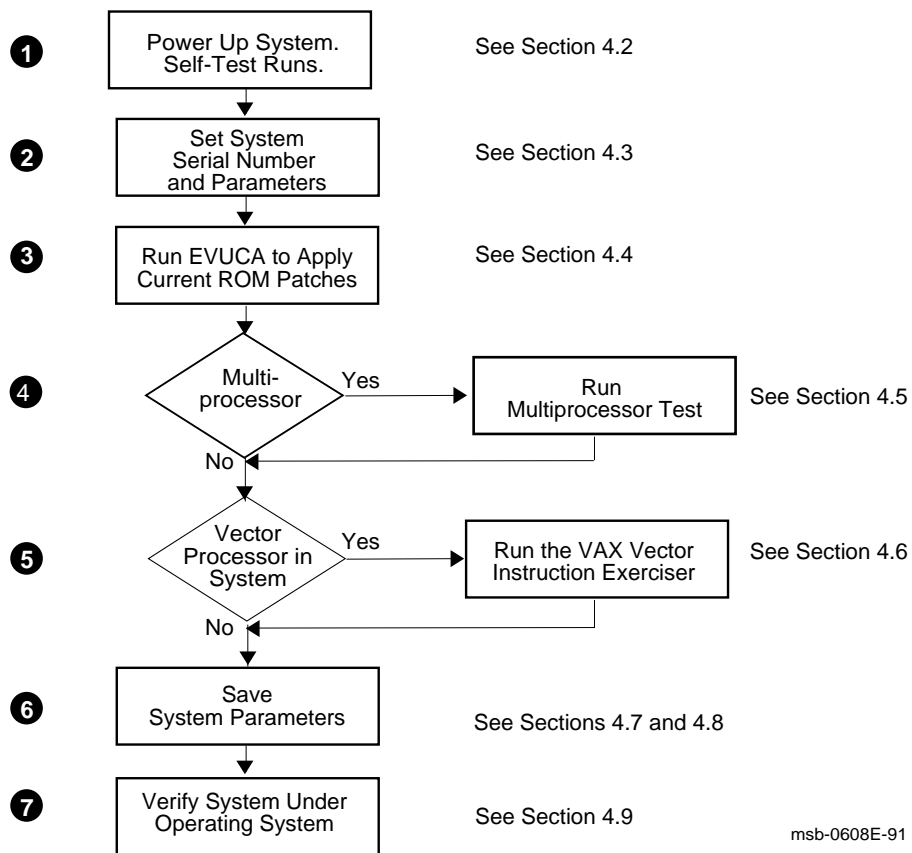 1
Power Up System.
Self-Test Runs.
See Section 4.2
2
Set System
Serial Number
and Parameters
See Section 4.3
3
Run EVUCA to Apply
Current ROM Patches
See Section 4.4
4
Multi-
processor
Yes
Run
Multiprocessor Test
See Section 4.5
No
5
Vector
Processor in
System
Yes
Run the VAX Vector
Instruction Exerciser
See Section 4.6
No
6
Save
System Parameters
See Sections 4.7 and 4.8
7
Verify System Under
Operating System
See Section 4.9
msb-0608E-91